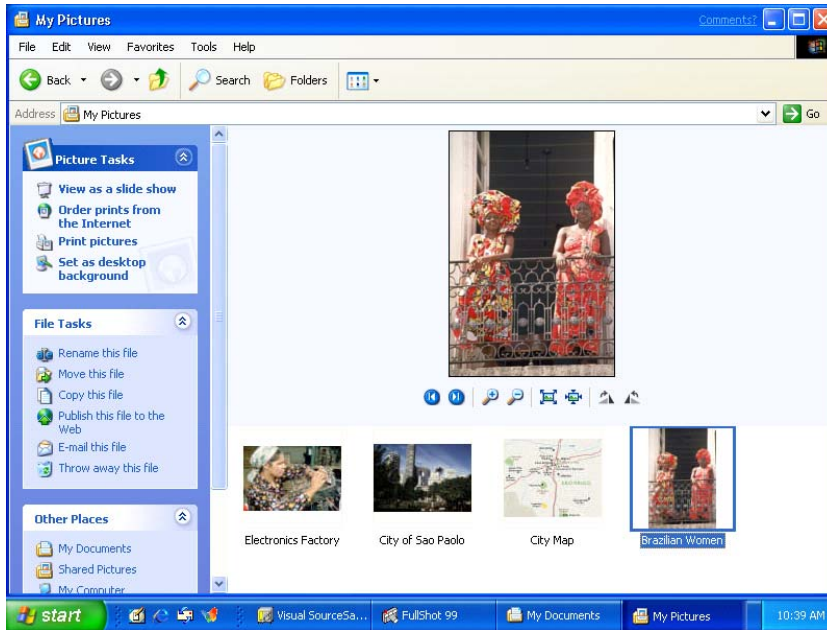 My Pictures
Comments?
File Edit View Favorites Tools Help
Back Search Folders
Address My Pictures Go
Picture Tasks
View as a slide show
Order prints from
the Internet
Print pictures
Set as desktop
background
File Tasks
Rename this file
Move this file
Copy this file
Publish this file to the
Web
E-mail this file
Throw away this file
Other Places
My Documents
Shared Pictures
My Computer
Electronics Factory
City of Sao Paolo
City Map
Brazilian Women
start Visual SourceSa... FullShot 99 My Documents My Pictures 10:39 AM